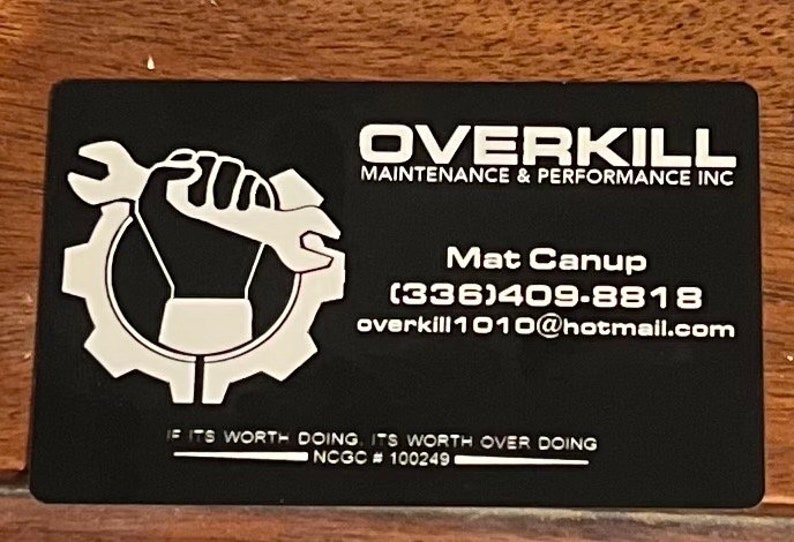 OVERKILL
MAINTENANCE & PERFORMANCE INC
Mat Canup
(336)409-8818
overkill1010@hotmail.com
IF ITS WORTH DOING, ITS WORTH OVER DOING
NCGC # 100249